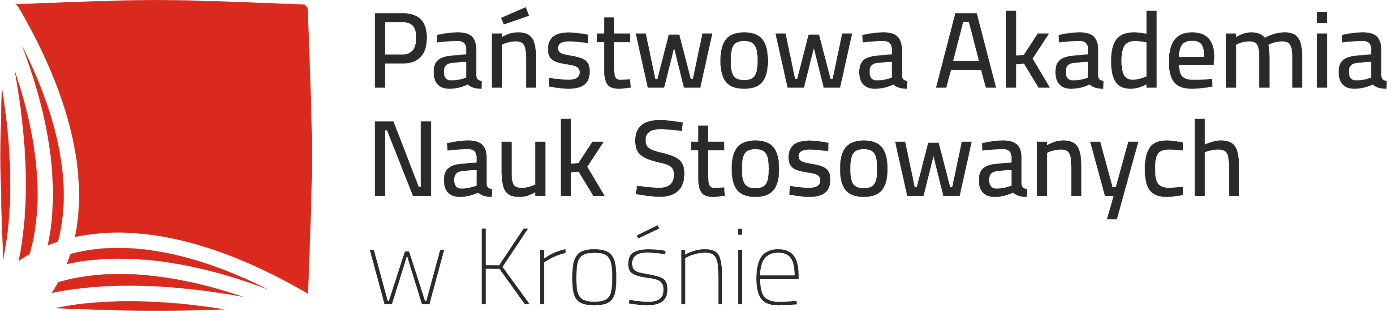 Państwowa Akademia
Nauk Stosowanych
w Krośnie